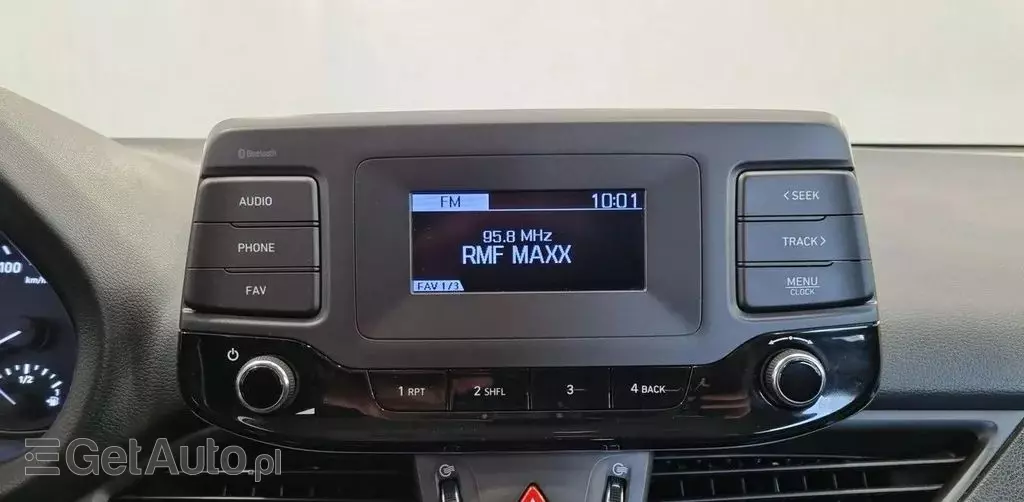 Bluetooth
AUDIO
PHONE
FAV
FM 10:01
95.8 MHz
RMF MAXX
FAV 1/3
< SEEK
TRACK >
MENU
CLOCK
1 RPT
2 SHFL
3
4 BACK
100
km/h
1/2
GetAuto.pl